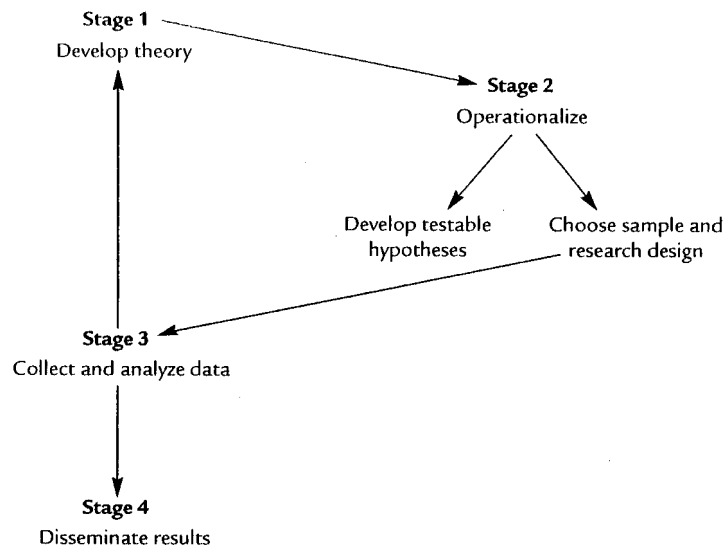 Stage 1
Develop theory
Stage 2
Operationalize
Develop testable
hypotheses
Choose sample and
research design
Stage 3
Collect and analyze data
Stage 4
Disseminate results